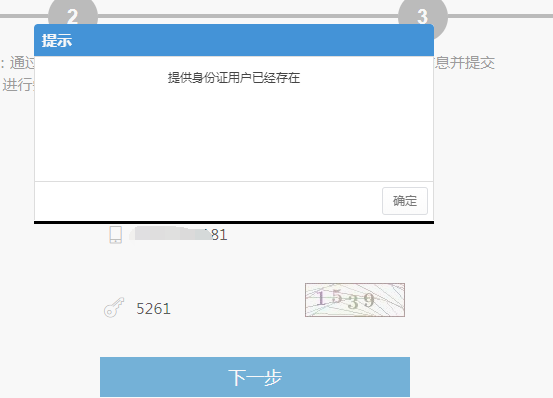 2
3
：通过
息并提交
进行
提示
提供身份证用户已经存在
确定
81
5261
1539
下一步